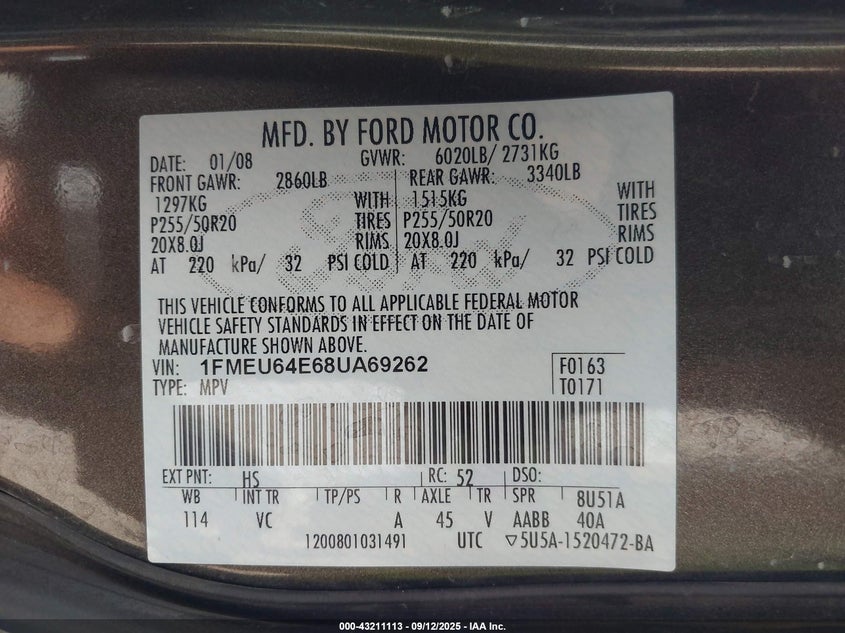 MFD. BY FORD MOTOR CO.
DATE: 01/08 GVWR: 6020LB/ 2731KG
FRONT GAWR: 2860LB REAR GAWR: 3340LB
1297KG WITH 1515KG WITH
P255/50R20 TIRES P255/50R20 TIRES
20X8.0J RIMS 20X8.0J RIMS
AT 220 kPa/ 32 PSI COLD AT 220 kPa/ 32 PSI COLD
THIS VEHICLE CONFORMS TO ALL APPLICABLE FEDERAL MOTOR
VEHICLE SAFETY STANDARDS IN EFFECT ON THE DATE OF
MANUFACTURE SHOWN ABOVE.
VIN: 1FMEU64E68UA69262 F0163
TYPE: MPV T0171
EXT PNT: HS RC: 52 DSO:
WB INT TR TP/PS R AXLE TR SPR 8U51A
114 VC A 45 V AABB 40A
1200801031491 UTC ▽5U5A-1520472-BA
000-43211113 - 09/12/2025 - IAA Inc.